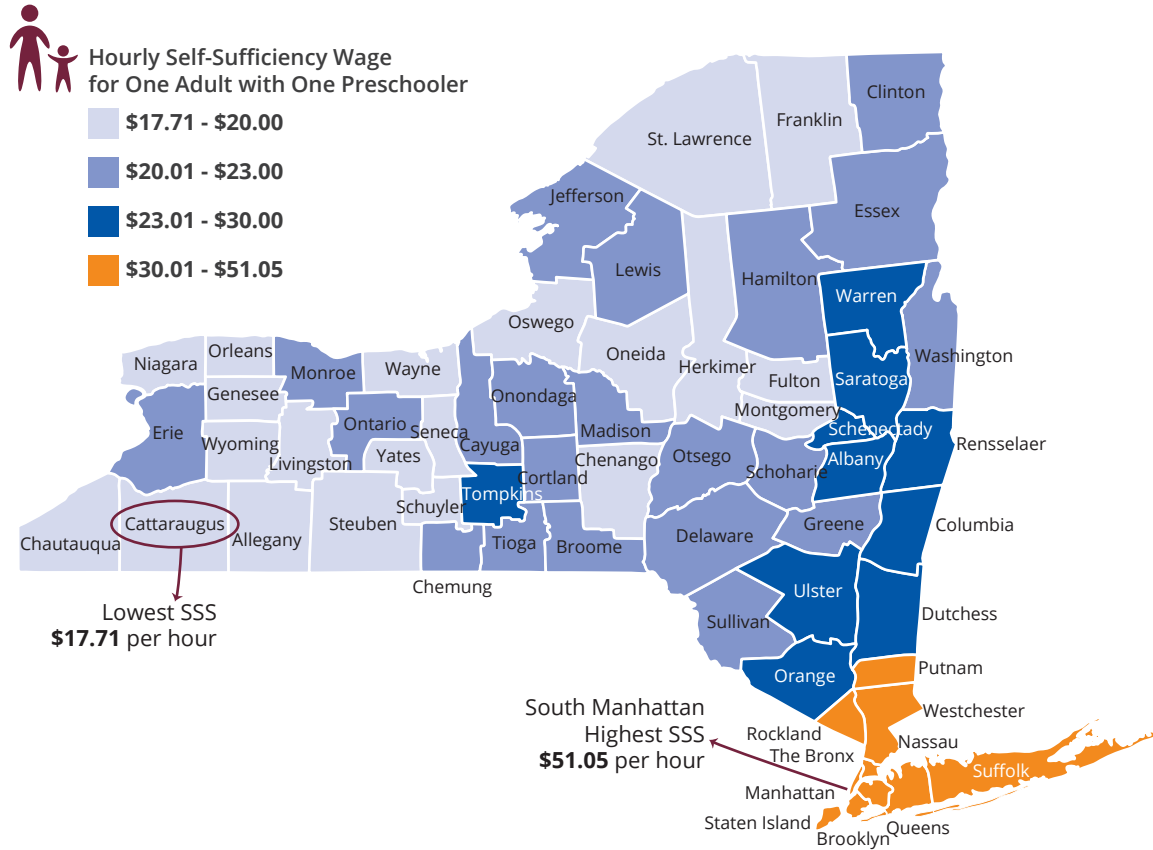 Hourly Self-Sufficiency Wage
for One Adult with One Preschooler
$17.71 - $20.00
$20.01 - $23.00
$23.01 - $30.00
$30.01 - $51.05
Clinton
Franklin
St. Lawrence
Jefferson
Essex
Lewis
Hamilton
Warren
Oswego
Oneida
Herkimer
Washington
Orleans
Niagara
Monroe
Wayne
Fulton
Saratoga
Genesee
Onondaga
Montgomery
Erie
Wyoming
Livingston
Ontario
Seneca
Cayuga
Madison
Schenectady
Rensselaer
Yates
Chenango
Otsego
Schoharie
Albany
Cortland
Tompkins
Schuyler
Chautauqua
Cattaraugus
Allegany
Steuben
Tioga
Broome
Delaware
Greene
Columbia
Chemung
Lowest SSS
$17.71 per hour
Ulster
Sullivan
Dutchess
Orange
Putnam
South Manhattan
Highest SSS
$51.05 per hour
Westchester
Rockland
The Bronx
Nassau
Suffolk
Manhattan
Staten Island
Brooklyn
Queens